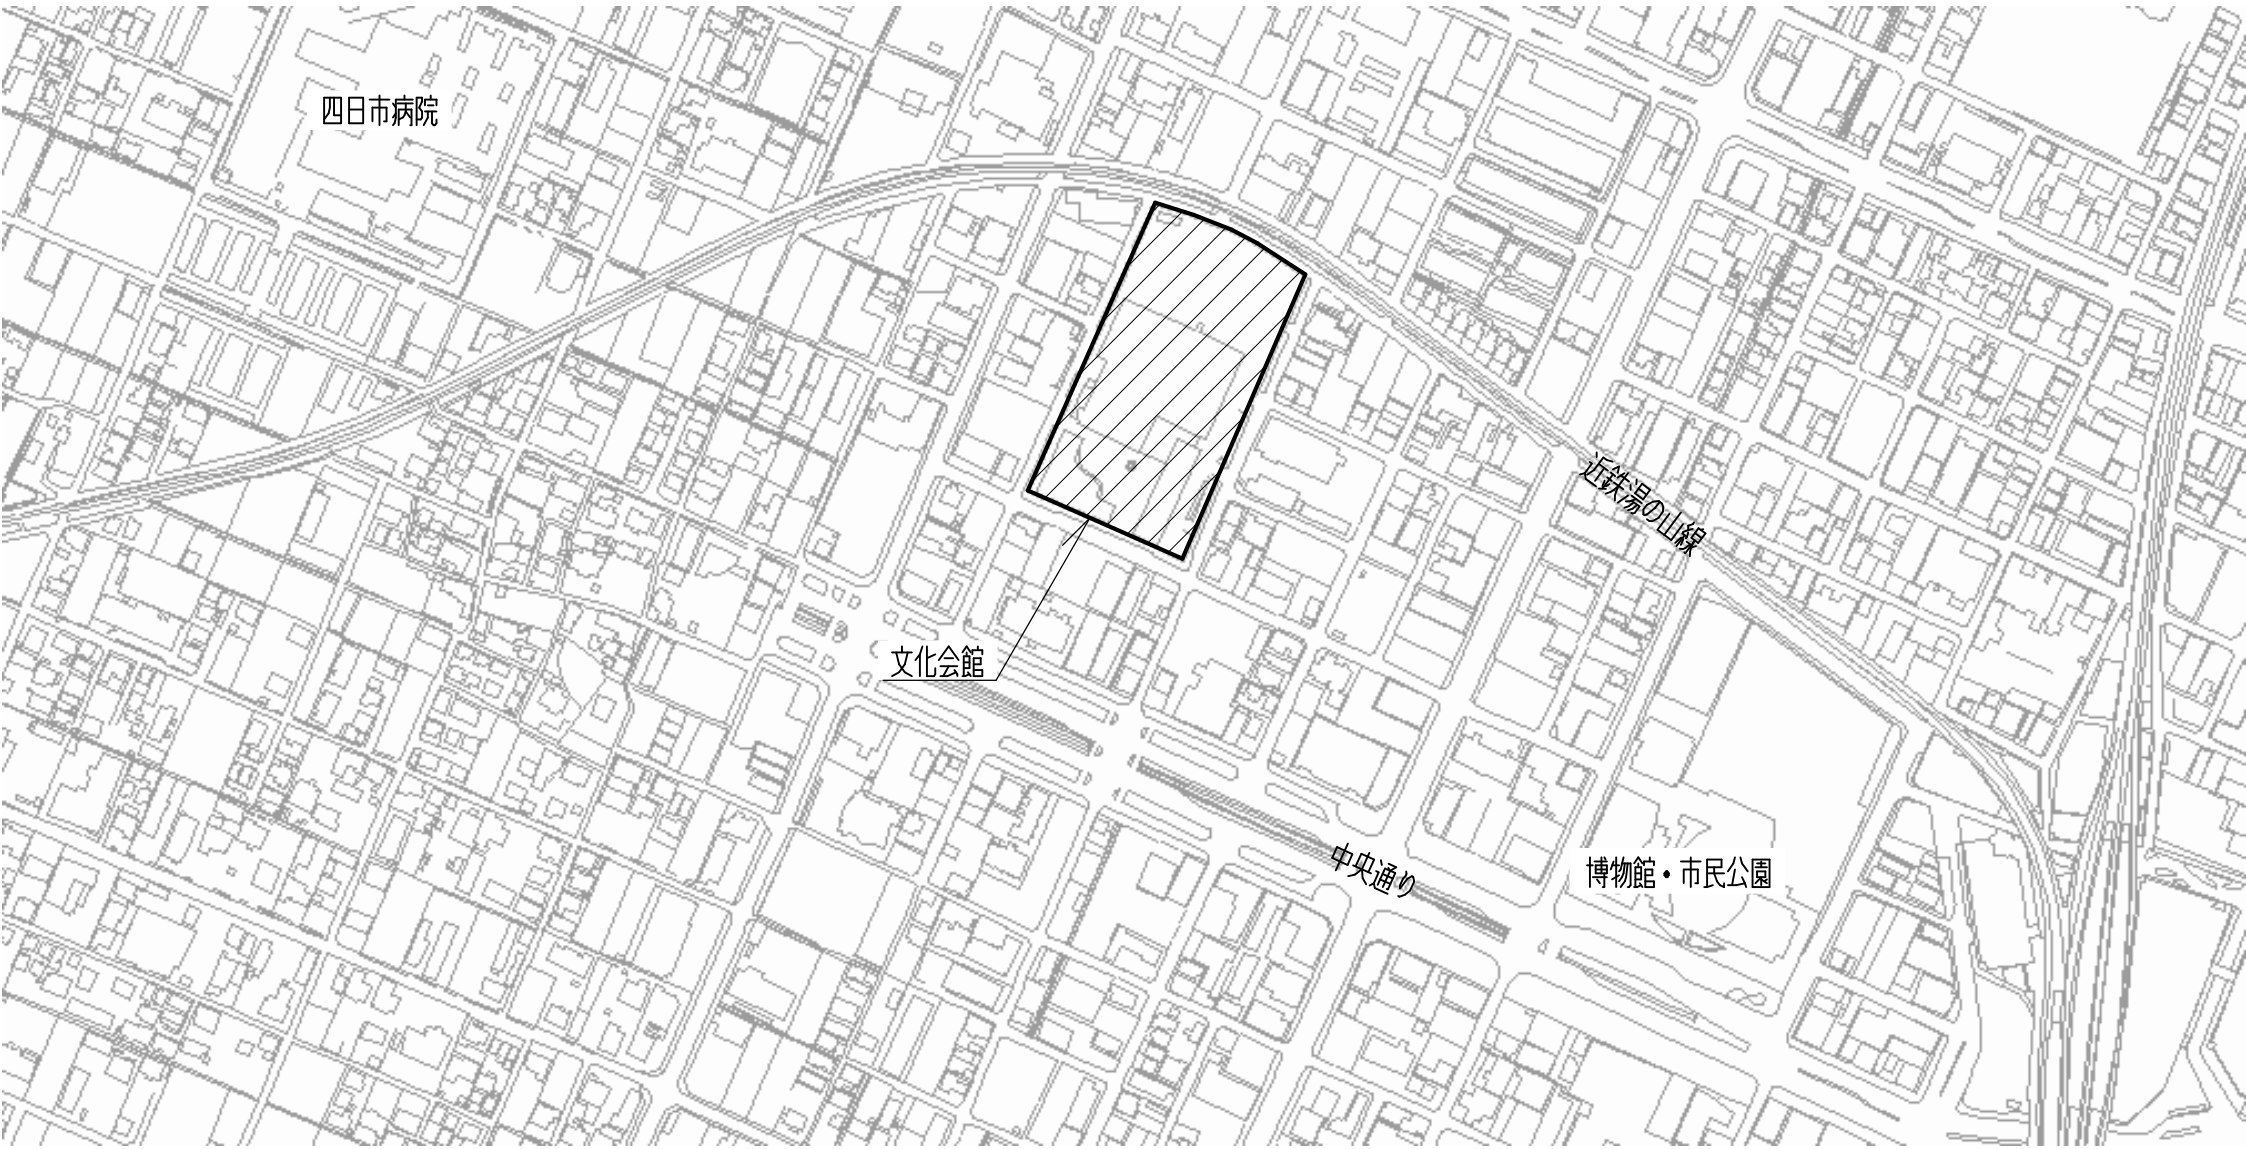 四日市病院
近鉄湯の山線
文化会館
中央通り
博物館・市民公園